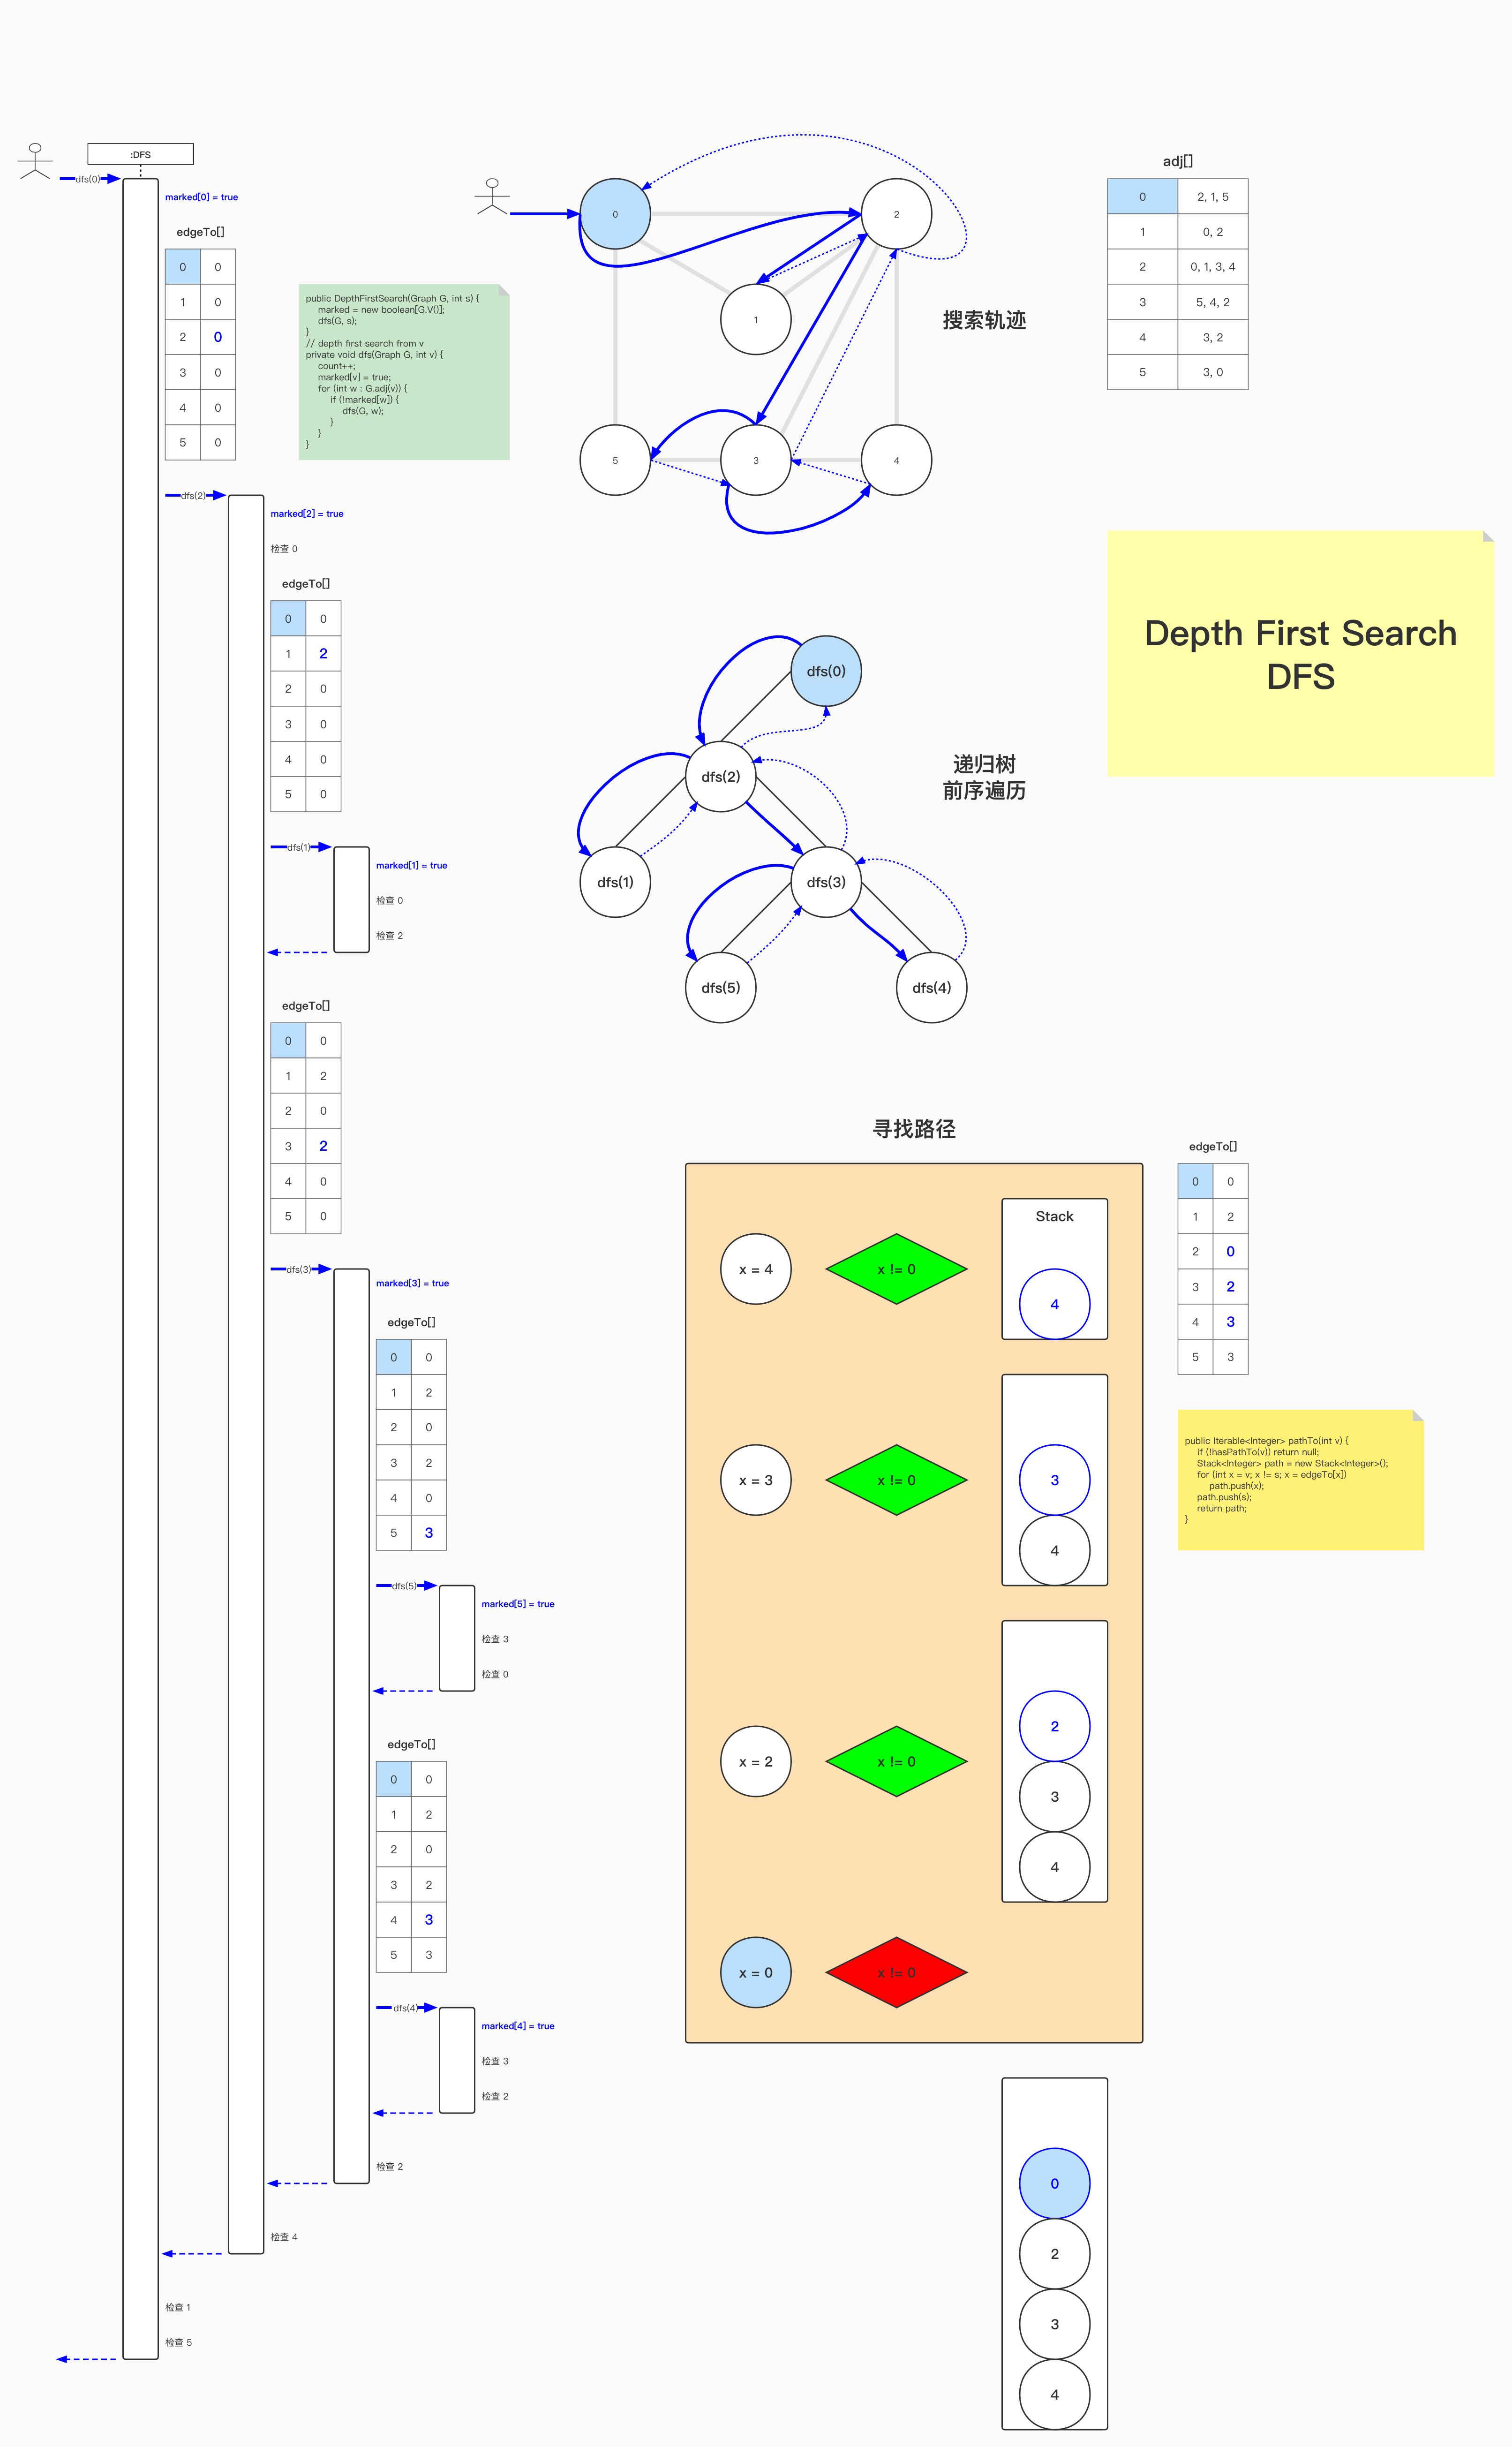 :DFS
dfs(0)
marked[0] = true
edgeTo[]
0 0
1 0
2 0
3 0
4 0
5 0
public DepthFirstSearch(Graph G, int s) {
marked = new boolean[G.V()];
dfs(G, s);
}
// depth first search from v
private void dfs(Graph G, int v) {
count++;
marked[v] = true;
for (int w : G.adj(v)) {
if (!marked[w]) {
dfs(G, w);
}
}
}
dfs(2)
marked[2] = true
检查 0
edgeTo[]
0 0
1 2
2 0
3 0
4 0
5 0
dfs(1)
marked[1] = true
检查 0
检查 2
edgeTo[]
0 0
1 2
2 0
3 2
4 0
5 0
dfs(3)
marked[3] = true
edgeTo[]
0 0
1 2
2 0
3 2
4 0
5 3
dfs(5)
marked[5] = true
检查 3
检查 0
edgeTo[]
0 0
1 2
2 0
3 2
4 3
5 3
dfs(4)
marked[4] = true
检查 3
检查 2
检查 2
检查 4
检查 1
检查 5
0
2
1
5
3
4
搜索轨迹
adj[]
0 2, 1, 5
1 0, 2
2 0, 1, 3, 4
3 5, 4, 2
4 3, 2
5 3, 0
Depth First Search
DFS
dfs(0)
dfs(2)
dfs(1)
dfs(3)
dfs(5)
dfs(4)
递归树
前序遍历
寻找路径
x = 4
x != 0
Stack
4
x = 3
x != 0
3
4
x = 2
x != 0
2
3
4
x = 0
x != 0
0
2
3
4
edgeTo[]
0 0
1 2
2 0
3 2
4 3
5 3
public Iterable<Integer> pathTo(int v) {
if (!hasPathTo(v)) return null;
Stack<Integer> path = new Stack<Integer>();
for (int x = v; x != s; x = edgeTo[x])
path.push(x);
path.push(s);
return path;
}